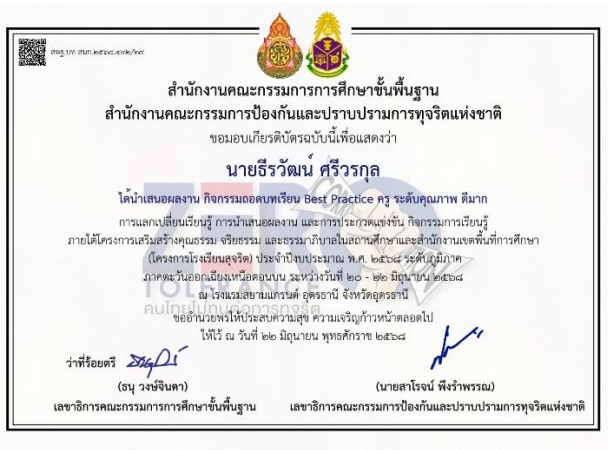 สำนักงานคณะกรรมการการศึกษาขั้นพื้นฐาน
สำนักงานคณะกรรมการป้องกันและปราบปรามการทุจริตแห่งชาติ
ขอมอบเกียรติบัตรฉบับนี้เพื่อแสดงว่า
นายธีรวัฒน์ ศรีวรกุล
ได้นำเสนอผลงาน กิจกรรมถอดบทเรียน Best Practice ครู ระดับคุณภาพ ดีมาก
การแลกเปลี่ยนเรียนรู้ การนำเสนอผลงาน และการประกวดแข่งขัน กิจกรรมการเรียนรู้
ภายใต้โครงการเสริมสร้างคุณธรรม จริยธรรม และธรรมาภิบาลในสถานศึกษาและสำนักงานเขตพื้นที่การศึกษา
(โครงการโรงเรียนสุจริต) ประจำปีงบประมาณ พ.ศ. ๒๕๖๘ ระดับภูมิภาค
ภาคตะวันออกเฉียงเหนือตอนบน ระหว่างวันที่ ๒๐ - ๒๒ มิถุนายน ๒๕๖๘
ณ โรงแรมสยามแกรนด์ อุดรธานี จังหวัดอุดรธานี
ZERO
TOLERANCE
คนไทยไม่ทนต่อการทุจริต
ขออำนวยพรให้ประสบความสุข ความเจริญก้าวหน้าตลอดไป
ให้ไว้ ณ วันที่ ๒๒ มิถุนายน พุทธศักราช ๒๕๖๘
ว่าที่ร้อยตรี
(ธนุ วงษ์จินดา)
(นายสาโรจน์ พึงรำพรรณ)
เลขาธิการคณะกรรมการการศึกษาขั้นพื้นฐาน
เลขาธิการคณะกรรมการป้องกันและปราบปรามการทุจริตแห่งชาติ